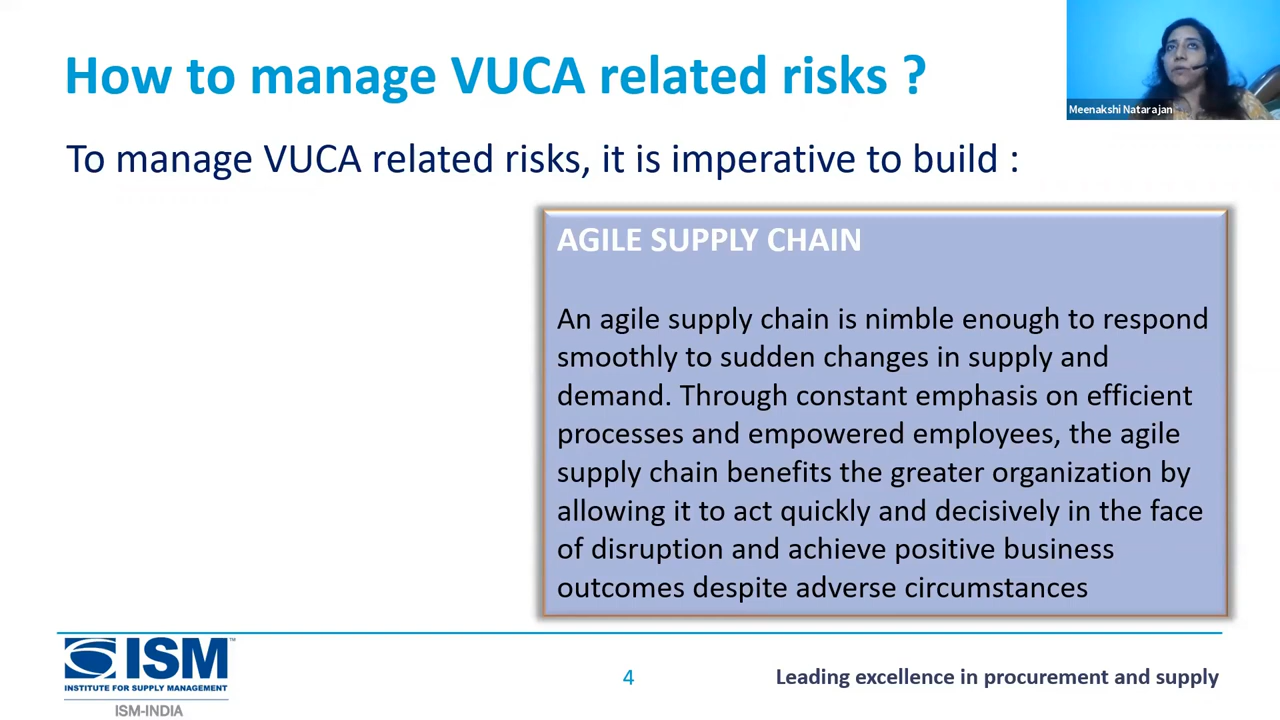 How to manage VUCA related risks ?
Meenakshi Natarajan
To manage VUCA related risks, it is imperative to build :
AGILE SUPPLY CHAIN
An agile supply chain is nimble enough to respond
smoothly to sudden changes in supply and
demand. Through constant emphasis on efficient
processes and empowered employees, the agile
supply chain benefits the greater organization by
allowing it to act quickly and decisively in the face
of disruption and achieve positive business
outcomes despite adverse circumstances
ISM™
INSTITUTE FOR SUPPLY MANAGEMENT
ISM-INDIA
4
Leading excellence in procurement and supply